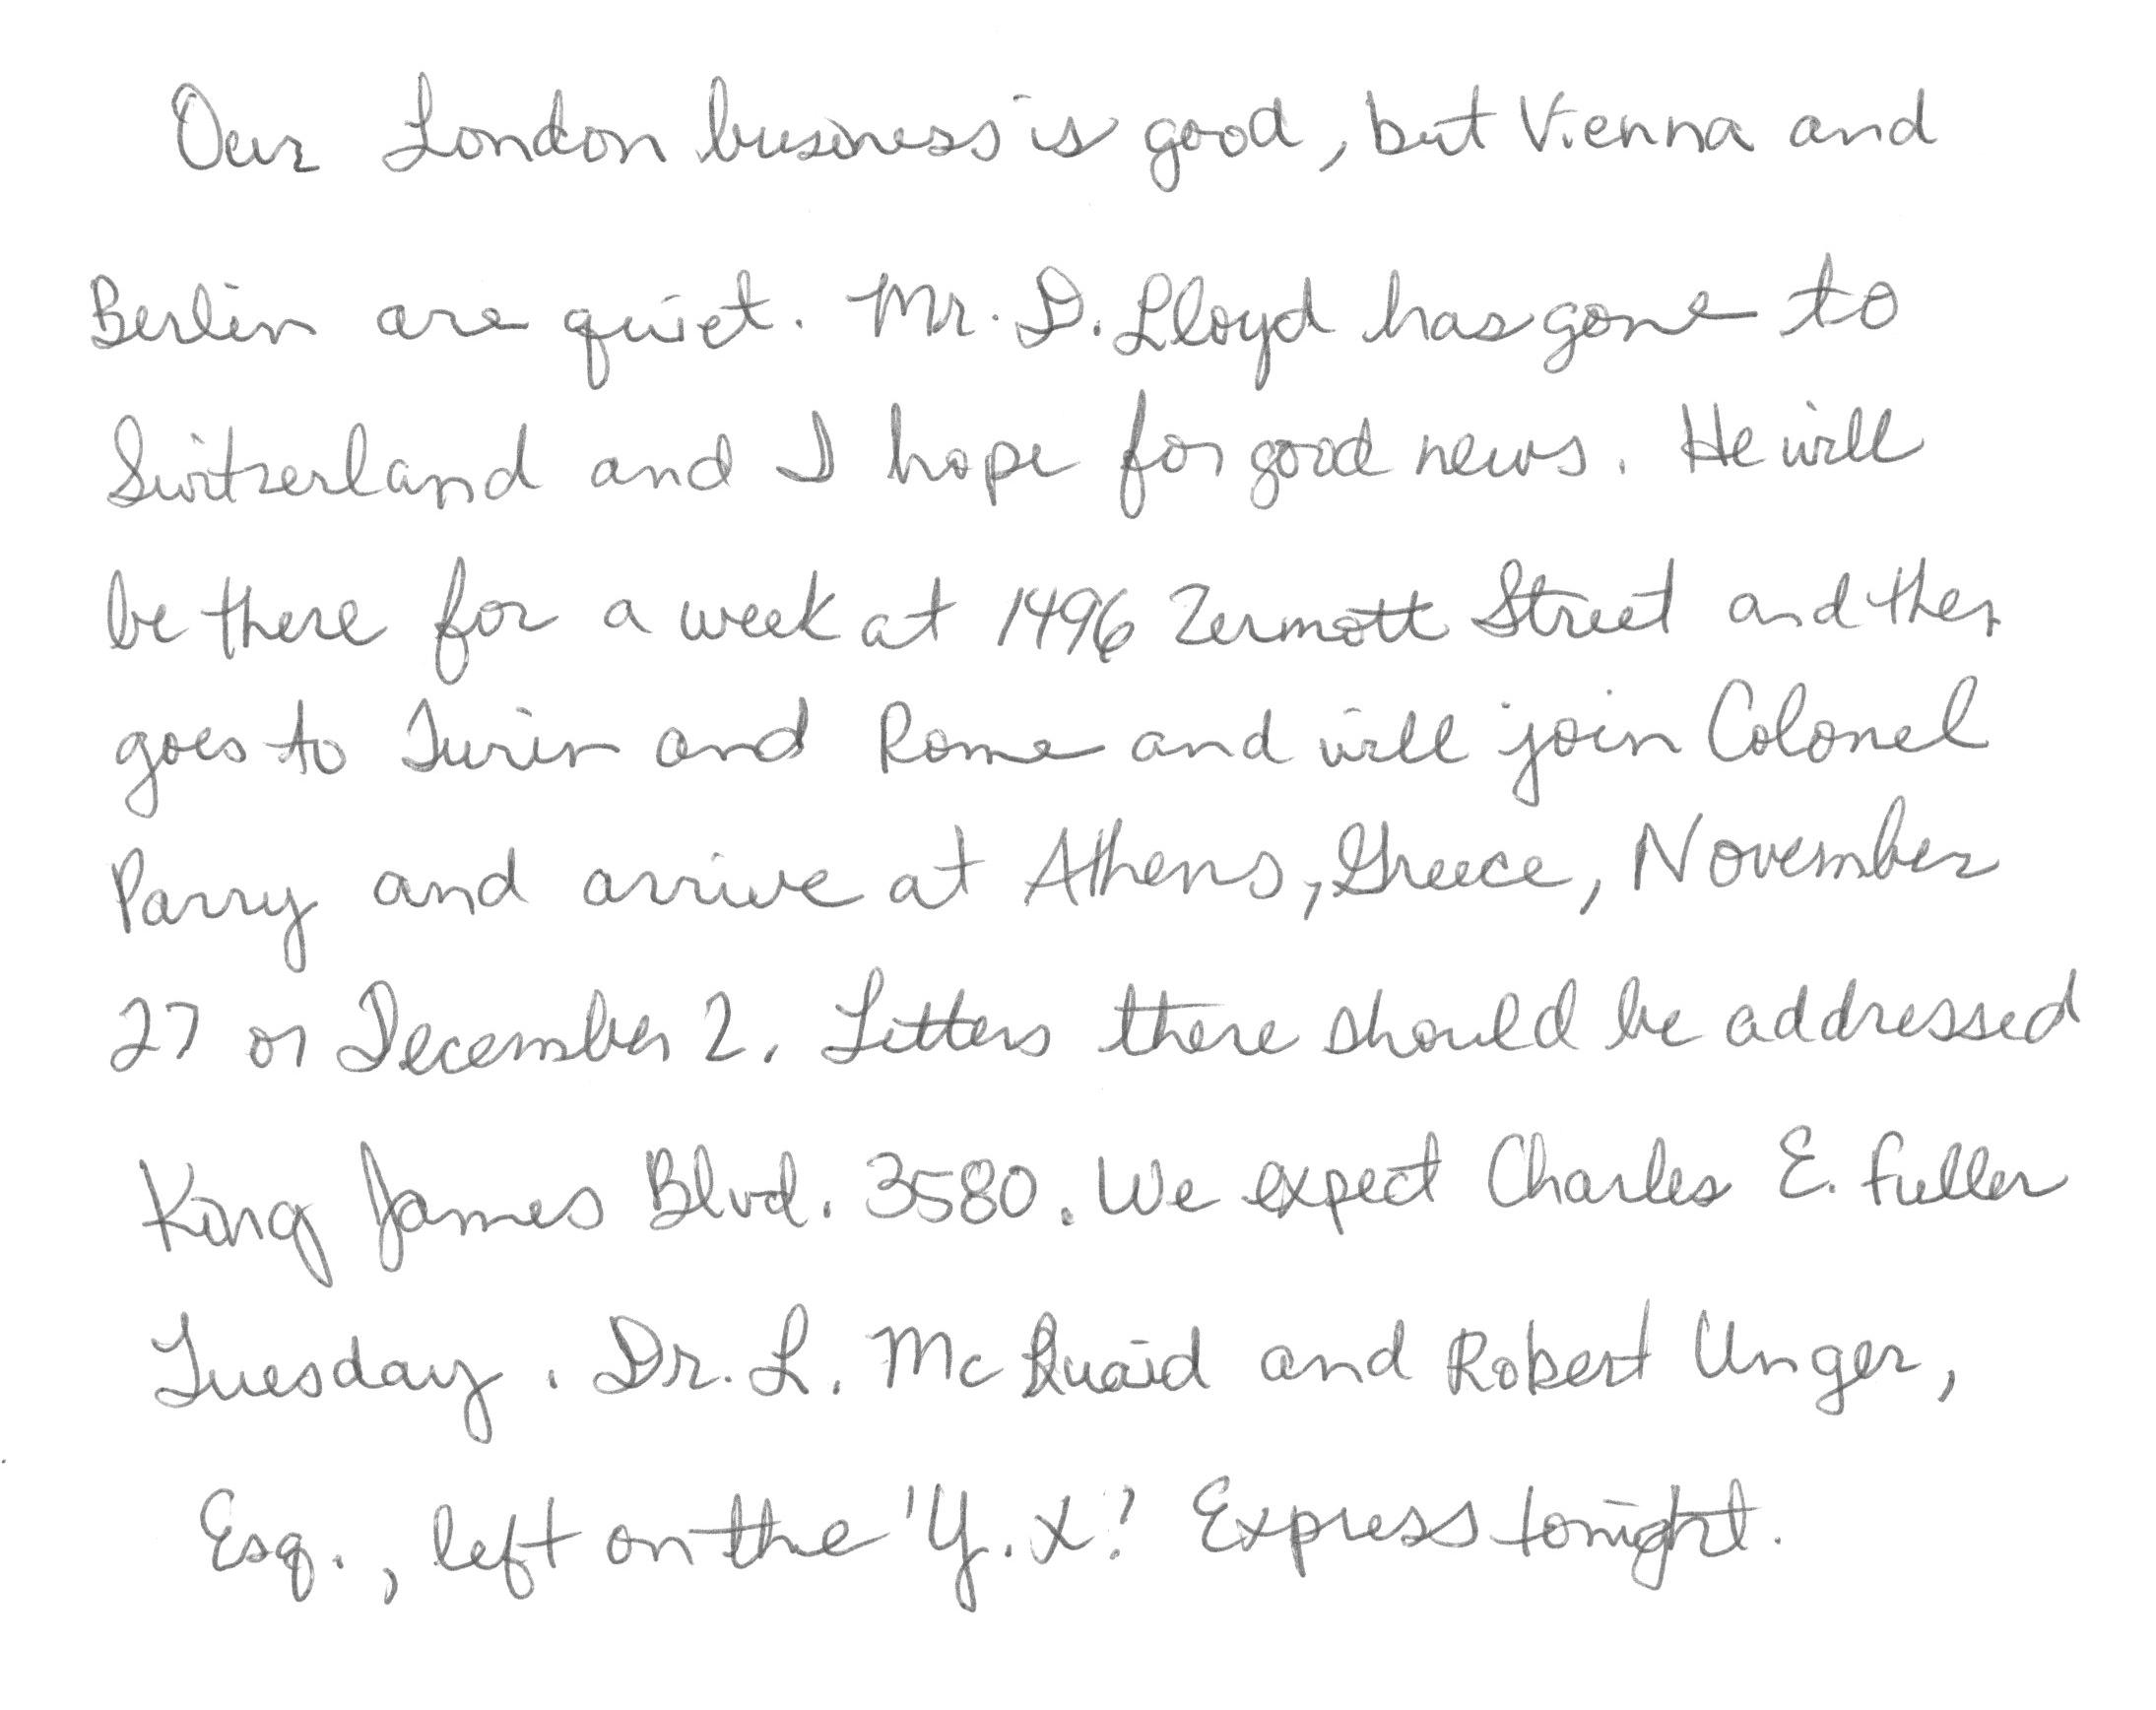 Our London business is good, but Vienna and
Berlin are quiet. Mr. D. Lloyd has gone to
Switzerland and I hope for good news. He will
be there for a week at 1496 Zermott Street and then
goes to Turin and Rome and will join Colonel
Parry and arrive at Athens, Greece, November
27 or December 2. Letters there should be addressed
King James Blvd. 3580. We expect Charles E. Fuller
Tuesday. Dr. L. McQuaid and Robert Unger,
Esq., left on the 'Y.X.' Express tonight.